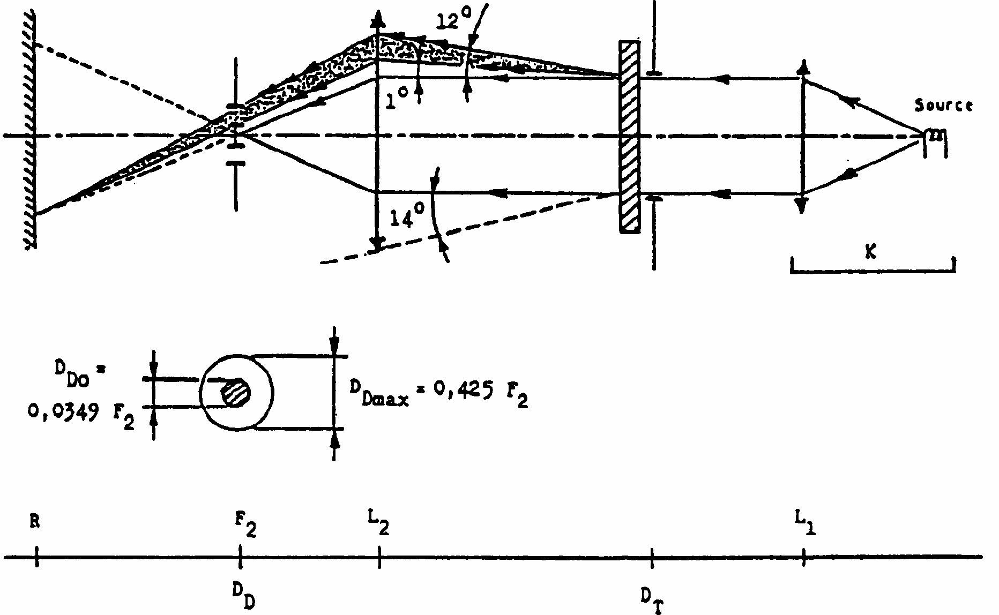 12°
1°
Source
14°
K
D_Do =
0,0349 F_2
D_Dmax = 0,425 F_2
R F_2 L_2 L_1
D_D D_T